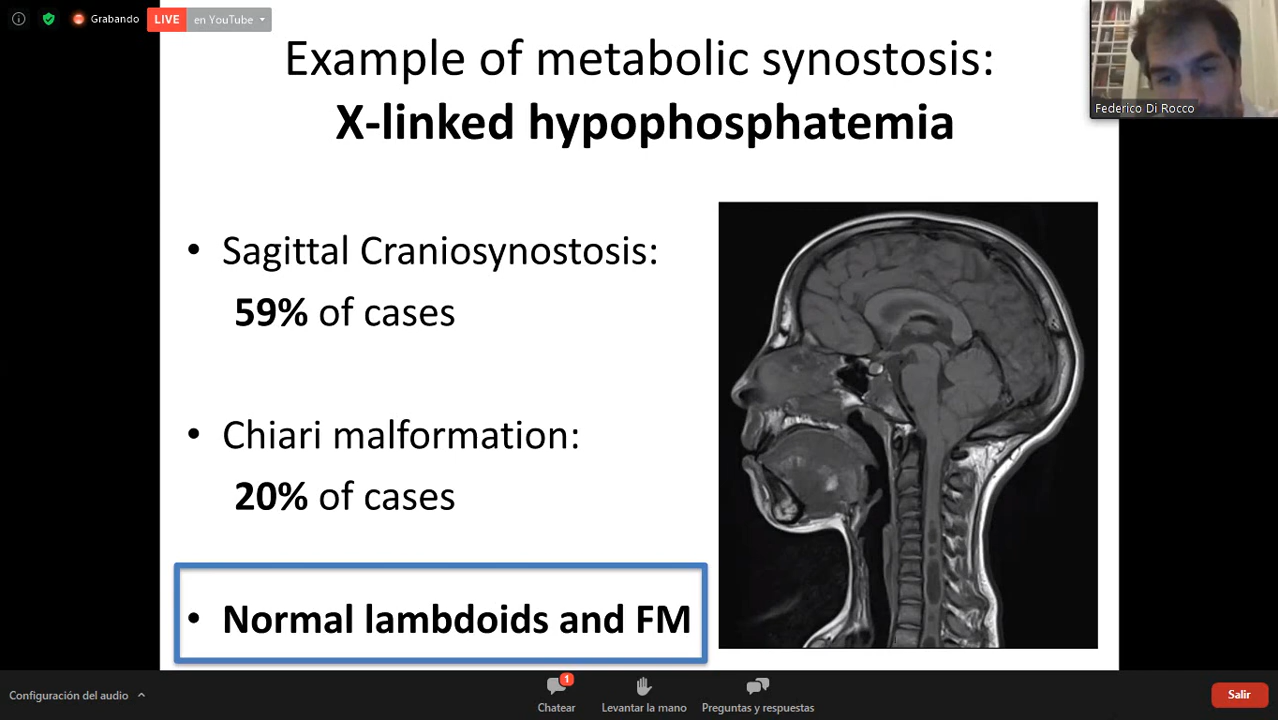 Grabando
LIVE en YouTube
Example of metabolic synostosis:
X-linked hypophosphatemia
Federico Di Rocco
• Sagittal Craniosynostosis:
59% of cases
• Chiari malformation:
20% of cases
• Normal lambdoids and FM
Configuración del audio
1
Chatear
Levantar la mano
Preguntas y respuestas
Salir